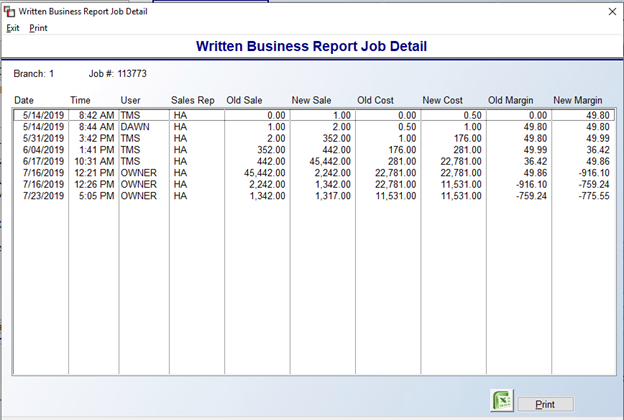 Written Business Report Job Detail
Exit Print
Written Business Report Job Detail
Branch: 1 Job #: 113773
Date Time User Sales Rep Old Sale New Sale Old Cost New Cost Old Margin New Margin
5/14/2019 8:42 AM TMS HA 0.00 1.00 0.00 0.50 0.00 49.80
5/14/2019 8:44 AM DAWN HA 1.00 2.00 0.50 1.00 49.80 49.80
5/31/2019 3:42 PM TMS HA 2.00 352.00 1.00 176.00 49.80 49.99
6/04/2019 1:41 PM TMS HA 352.00 442.00 176.00 281.00 49.99 36.42
6/17/2019 10:31 AM TMS HA 442.00 45,442.00 281.00 22,781.00 36.42 49.86
7/16/2019 12:21 PM OWNER HA 45,442.00 2,242.00 22,781.00 22,781.00 49.86 -916.10
7/16/2019 12:26 PM OWNER HA 2,242.00 1,342.00 22,781.00 11,531.00 -916.10 -759.24
7/23/2019 5:05 PM OWNER HA 1,342.00 1,317.00 11,531.00 11,531.00 -759.24 -775.55
Print